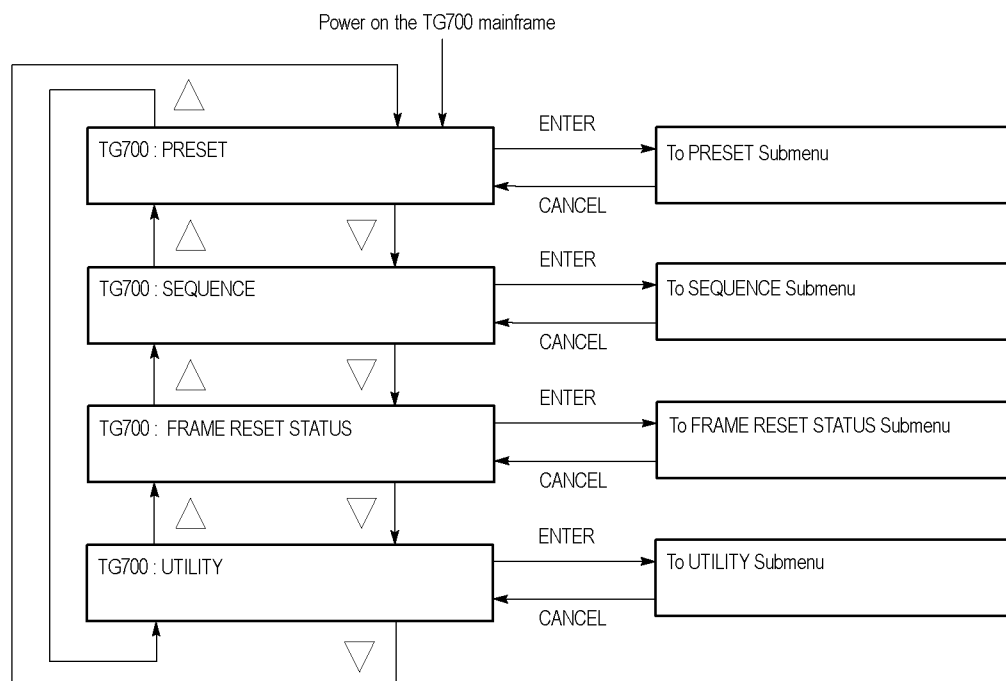 Power on the TG700 mainframe
TG700 : PRESET
ENTER
To PRESET Submenu
CANCEL
TG700 : SEQUENCE
ENTER
To SEQUENCE Submenu
CANCEL
TG700 : FRAME RESET STATUS
ENTER
To FRAME RESET STATUS Submenu
CANCEL
TG700 : UTILITY
ENTER
To UTILITY Submenu
CANCEL